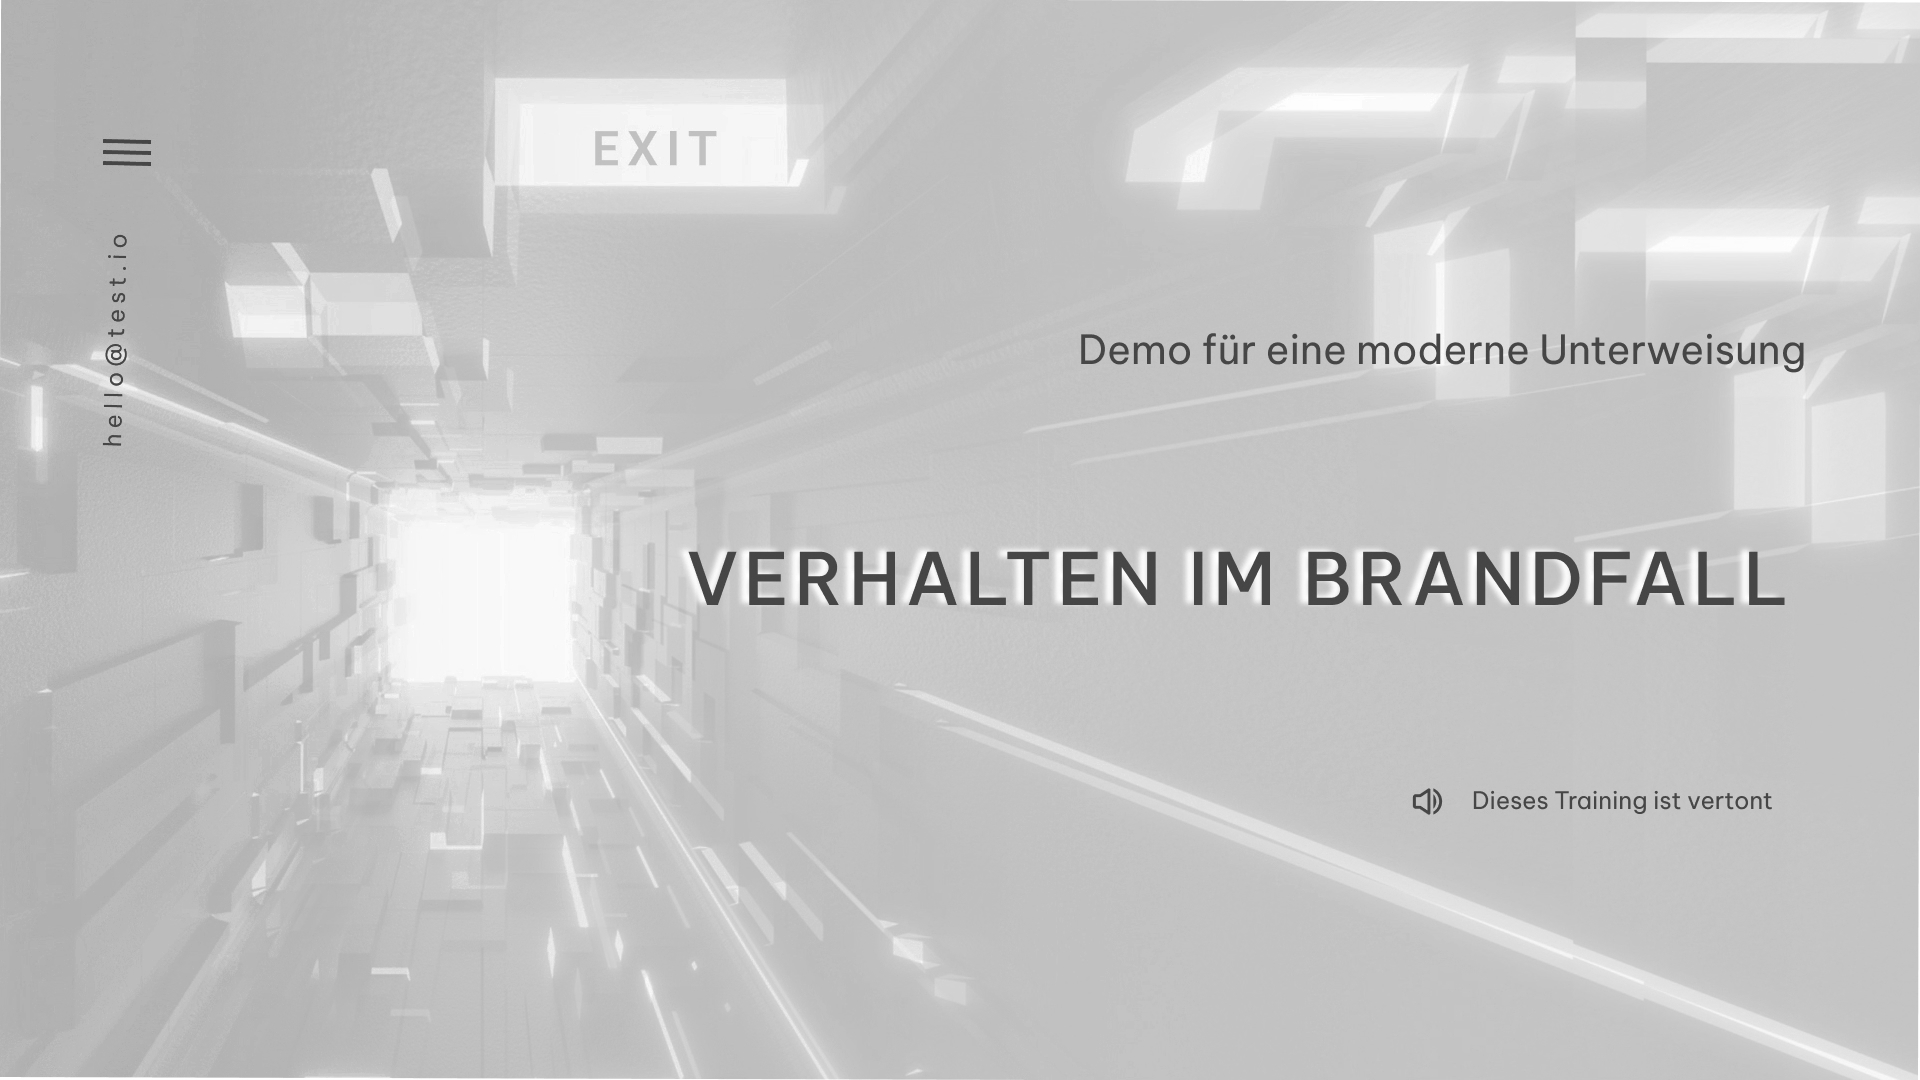 EXIT
hello@test.io
Demo für eine moderne Unterweisung
VERHALTEN IM BRANDFALL
Dieses Training ist vertont